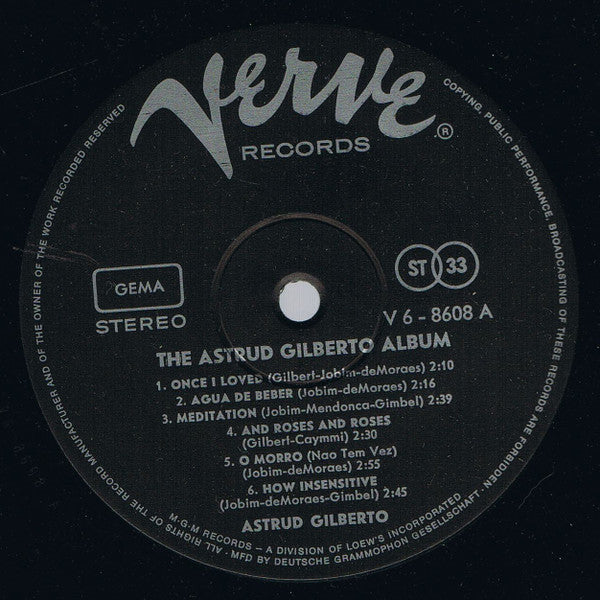 Verve
®
RECORDS
GEMA
STEREO
ST 33
V 6 - 8608 A
THE ASTRUD GILBERTO ALBUM
1. ONCE I LOVED (Gilbert-Jobim-deMoraes) 2:10
2. AGUA DE BEBER (Jobim-deMoraes) 2:16
3. MEDITATION (Jobim-Mendonca-Gimbel) 2:39
4. AND ROSES AND ROSES
(Gilbert-Caymmi) 2:30
5. O MORRO (Nao Tem Vez)
(Jobim-deMoraes) 2:55
6. HOW INSENSITIVE
(Jobim-deMoraes-Gimbel) 2:45
ASTRUD GILBERTO
M·G·M RECORDS – A DIVISION OF LOEW'S INCORPORATED
ALL RIGHTS OF THE RECORD MANUFACTURER AND OF THE OWNER OF THE WORK RECORDED RESERVED
COPYING, PUBLIC PERFORMANCE, BROADCASTING OF THESE RECORDS ARE FORBIDDEN.
MFD BY DEUTSCHE GRAMMOPHON GESELLSCHAFT.